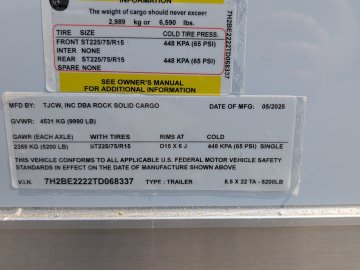 INFORMATION
The weight of cargo should never exceed
2,989 kg or 6,590 lbs.
TIRE SIZE COLD TIRE PRESS.
FRONT ST225/75/R15 448 KPA (65 PSI)
INTER NONE
REAR ST225/75/R15 448 KPA (65 PSI)
SPARE NONE
SEE OWNER'S MANUAL
FOR ADDITIONAL INFORMATION
7H2BE2222TD068337
MFD BY: TJCW, INC DBA ROCK SOLID CARGO DATE OF MFG: 05/2025
GVWR: 4531 KG (9990 LB)
GAWR (EACH AXLE) WITH TIRES RIMS AT COLD
2359 KG (5200 LB) ST225/75/R15 D15 X 6 J 448 KPA (65 PSI) SINGLE
THIS VEHICLE CONFORMS TO ALL APPLICABLE U.S. FEDERAL MOTOR VEHICLE SAFETY
STANDARDS IN EFFECT ON THE DATE OF MANUFACTURE SHOWN ABOVE
V.I.N. 7H2BE2222TD068337 TYPE: TRAILER 8.5 X 22 TA - 5200LB